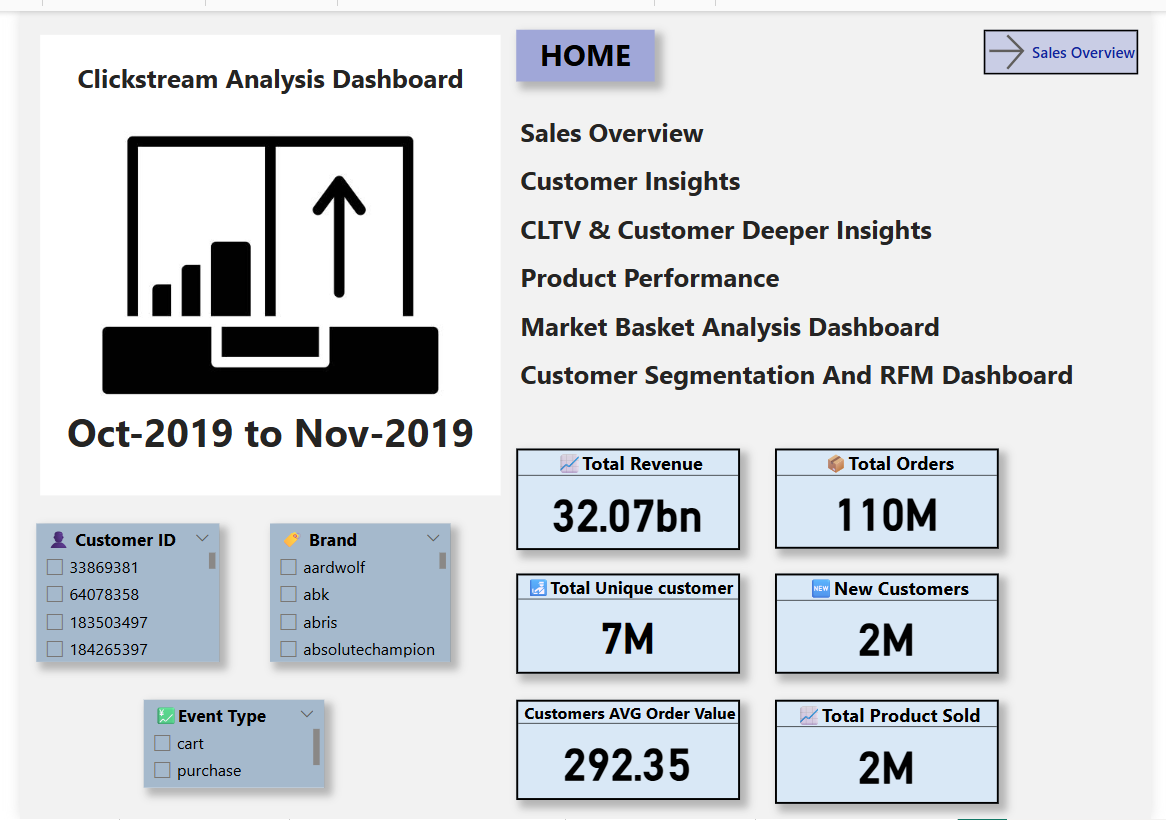 Clickstream Analysis Dashboard
Oct-2019 to Nov-2019
HOME
Sales Overview
Sales Overview
Customer Insights
CLTV & Customer Deeper Insights
Product Performance
Market Basket Analysis Dashboard
Customer Segmentation And RFM Dashboard
Customer ID
33869381
64078358
183503497
184265397
Brand
aardwolf
abk
abris
absolutechampion
Event Type
cart
purchase
Total Revenue
32.07bn
Total Orders
110M
Total Unique customer
7M
NEW New Customers
2M
Customers AVG Order Value
292.35
Total Product Sold
2M